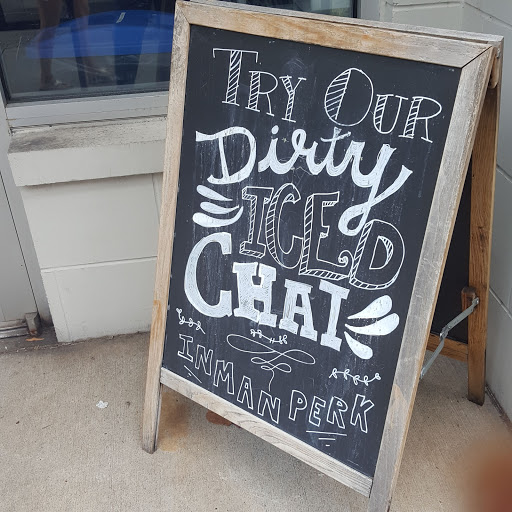 Try Our
Dirty
ICED
CHAI
INMAN PERK